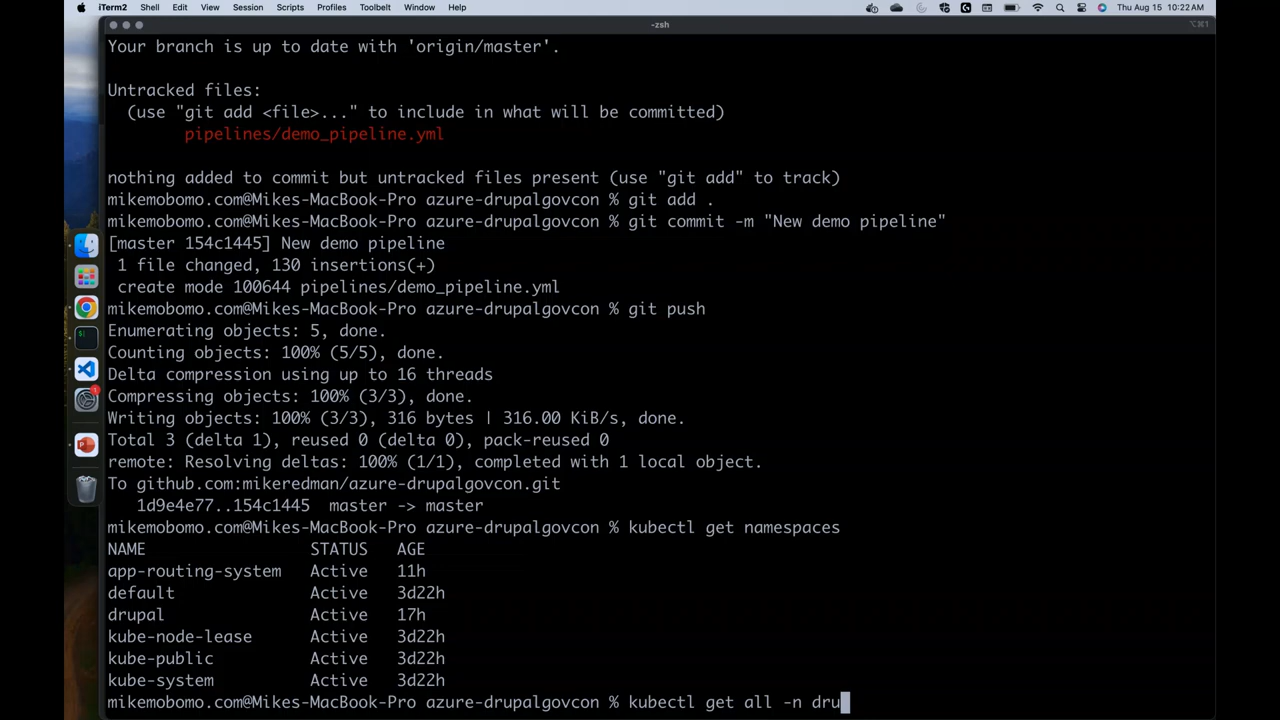 iTerm2 Shell Edit View Session Scripts Profiles Toolbelt Window Help Thu Aug 15 10:22 AM
-zsh ⌥⌘1
Your branch is up to date with 'origin/master'.
Untracked files:
(use "git add <file>..." to include in what will be committed)
pipelines/demo_pipeline.yml
nothing added to commit but untracked files present (use "git add" to track)
mikemobomo.com@Mikes-MacBook-Pro azure-drupalgovcon % git add .
mikemobomo.com@Mikes-MacBook-Pro azure-drupalgovcon % git commit -m "New demo pipeline"
[master 154c1445] New demo pipeline
1 file changed, 130 insertions(+)
create mode 100644 pipelines/demo_pipeline.yml
mikemobomo.com@Mikes-MacBook-Pro azure-drupalgovcon % git push
Enumerating objects: 5, done.
Counting objects: 100% (5/5), done.
Delta compression using up to 16 threads
Compressing objects: 100% (3/3), done.
Writing objects: 100% (3/3), 316 bytes | 316.00 KiB/s, done.
Total 3 (delta 1), reused 0 (delta 0), pack-reused 0
remote: Resolving deltas: 100% (1/1), completed with 1 local object.
To github.com:mikeredman/azure-drupalgovcon.git
1d9e4e77..154c1445 master -> master
mikemobomo.com@Mikes-MacBook-Pro azure-drupalgovcon % kubectl get namespaces
NAME STATUS AGE
app-routing-system Active 11h
default Active 3d22h
drupal Active 17h
kube-node-lease Active 3d22h
kube-public Active 3d22h
kube-system Active 3d22h
mikemobomo.com@Mikes-MacBook-Pro azure-drupalgovcon % kubectl get all -n dru